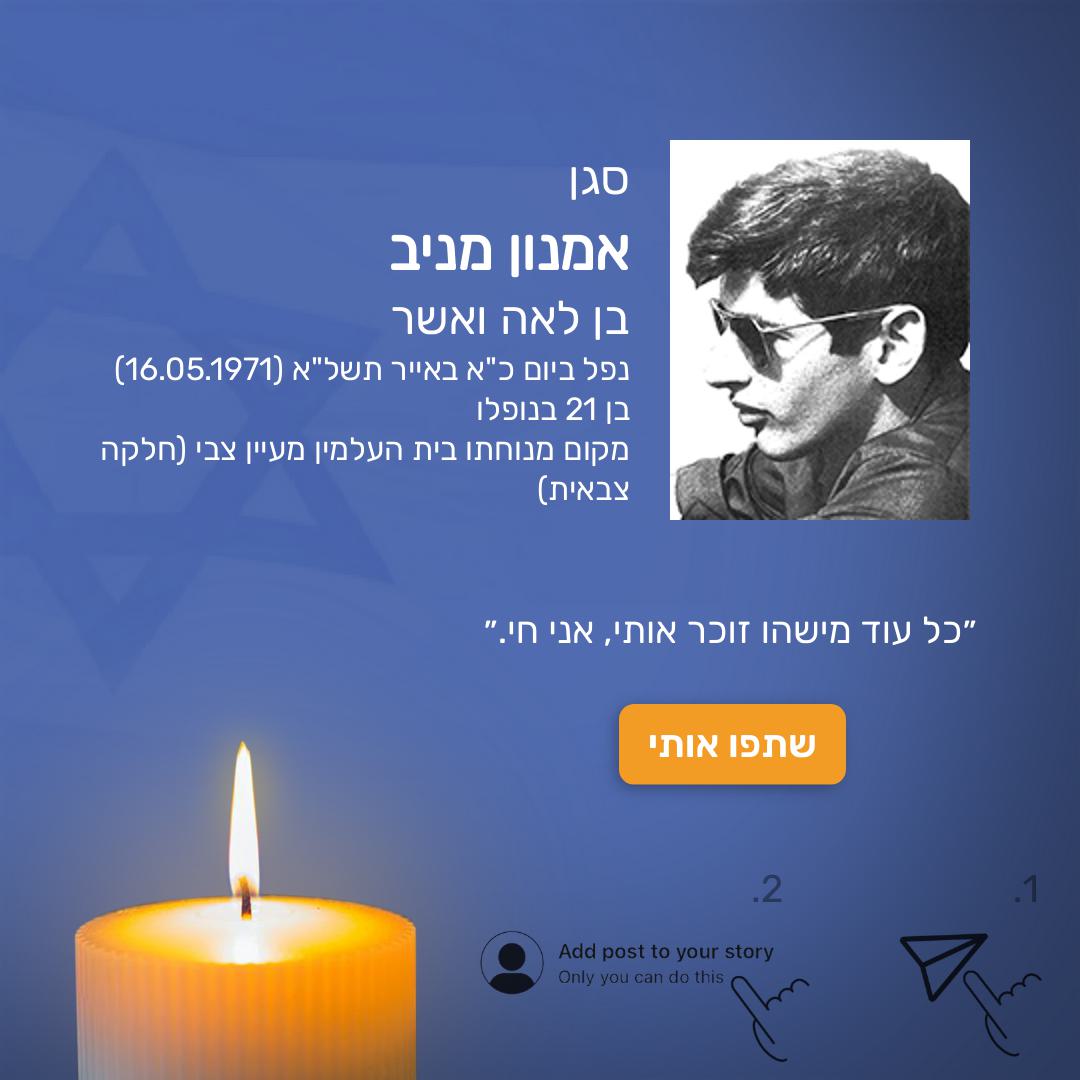 סגן
אמנון מניב
בן לאה ואשר
נפל ביום כ"א באייר תשל"א (16.05.1971)
בן 21 בנופלו
מקום מנוחתו בית העלמין מעיין צבי (חלקה
צבאית)
״כל עוד מישהו זוכר אותי, אני חי.״
שתפו אותי
.1
.2
Add post to your story
Only you can do this